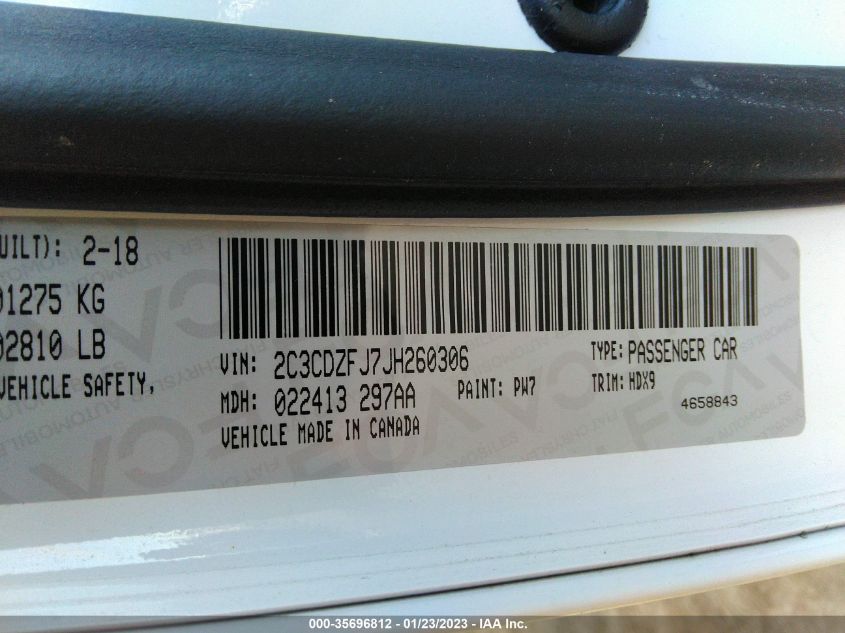 UILT): 2-18
01275 KG
02810 LB
VEHICLE SAFETY,
VIN: 2C3CDZFJ7JH260306 TYPE: PASSENGER CAR
MDH: 022413 297AA PAINT: PW7 TRIM: HDX9
4658843
VEHICLE MADE IN CANADA
000-35696812 - 01/23/2023 - IAA Inc.